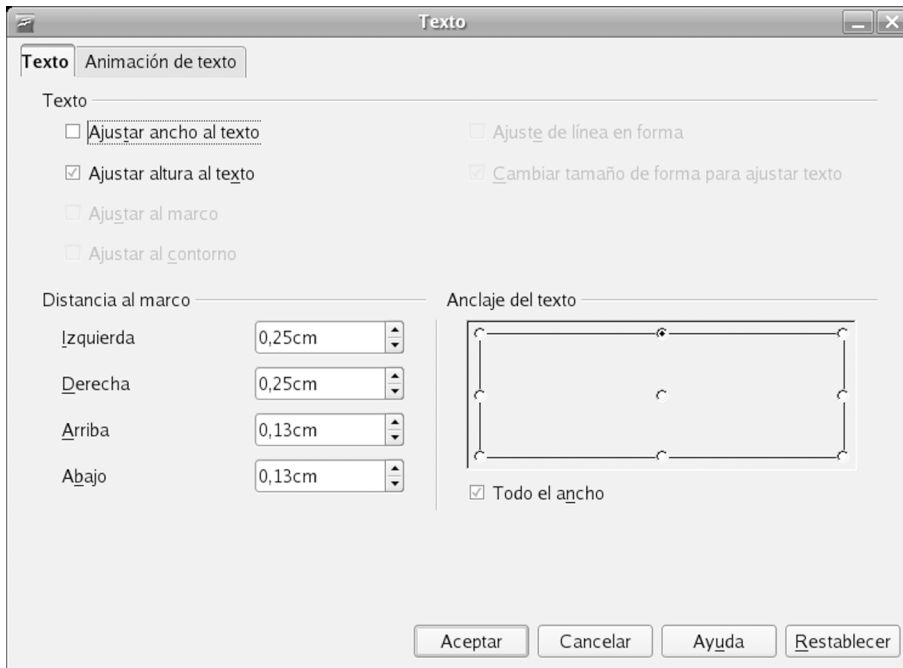 Texto
Texto
Animación de texto
Texto
Ajustar ancho al texto
Ajuste de línea en forma
Ajustar altura al texto
Cambiar tamaño de forma para ajustar texto
Ajustar al marco
Ajustar al contorno
Distancia al marco
Anclaje del texto
Izquierda
0,25cm
Derecha
0,25cm
Arriba
0,13cm
Abajo
0,13cm
Todo el ancho
Aceptar
Cancelar
Ayuda
Restablecer